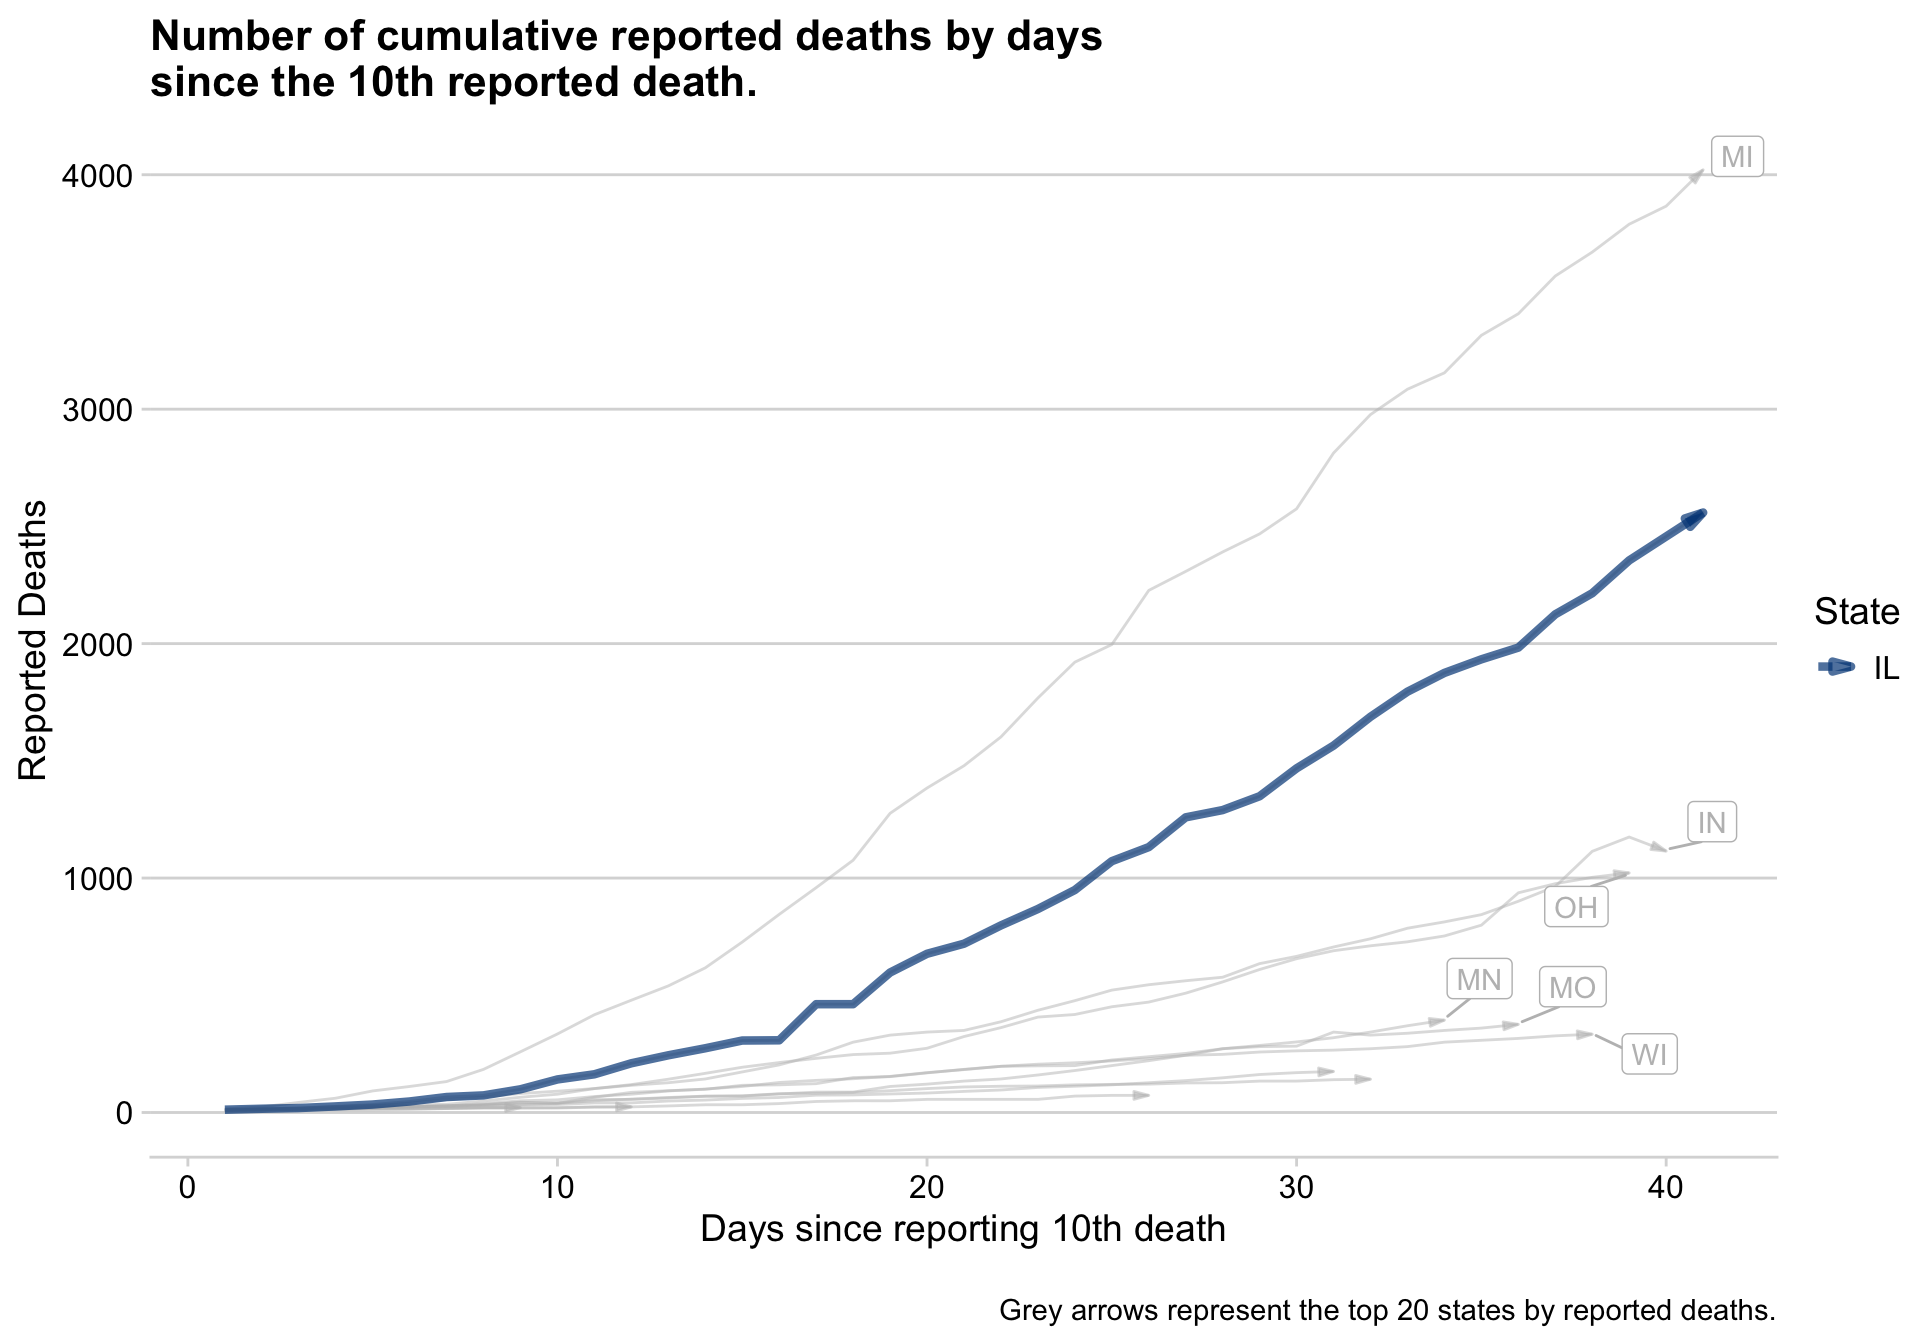 Number of cumulative reported deaths by days
since the 10th reported death.
MI
4000
3000
Reported Deaths
2000
State
IL
IN
1000
OH
MN
MO
WI
0
0 10 20 30 40
Days since reporting 10th death
Grey arrows represent the top 20 states by reported deaths.